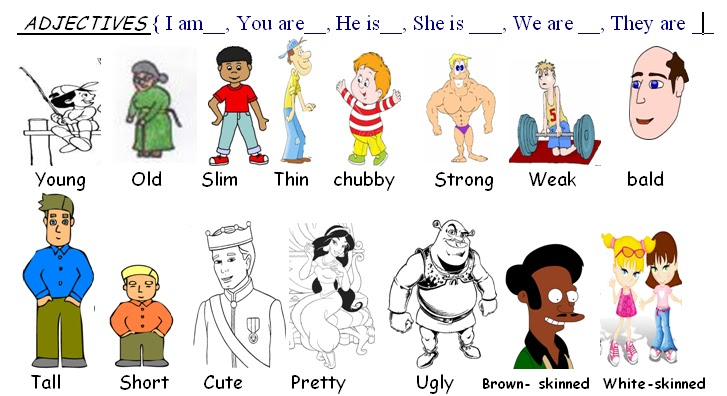 ADJECTIVES { I am__, You are__, He is__, She is ___, We are __, They are __
Young Old Slim Thin chubby Strong Weak bald
5
Tall Short Cute Pretty Ugly Brown- skinned White-skinned